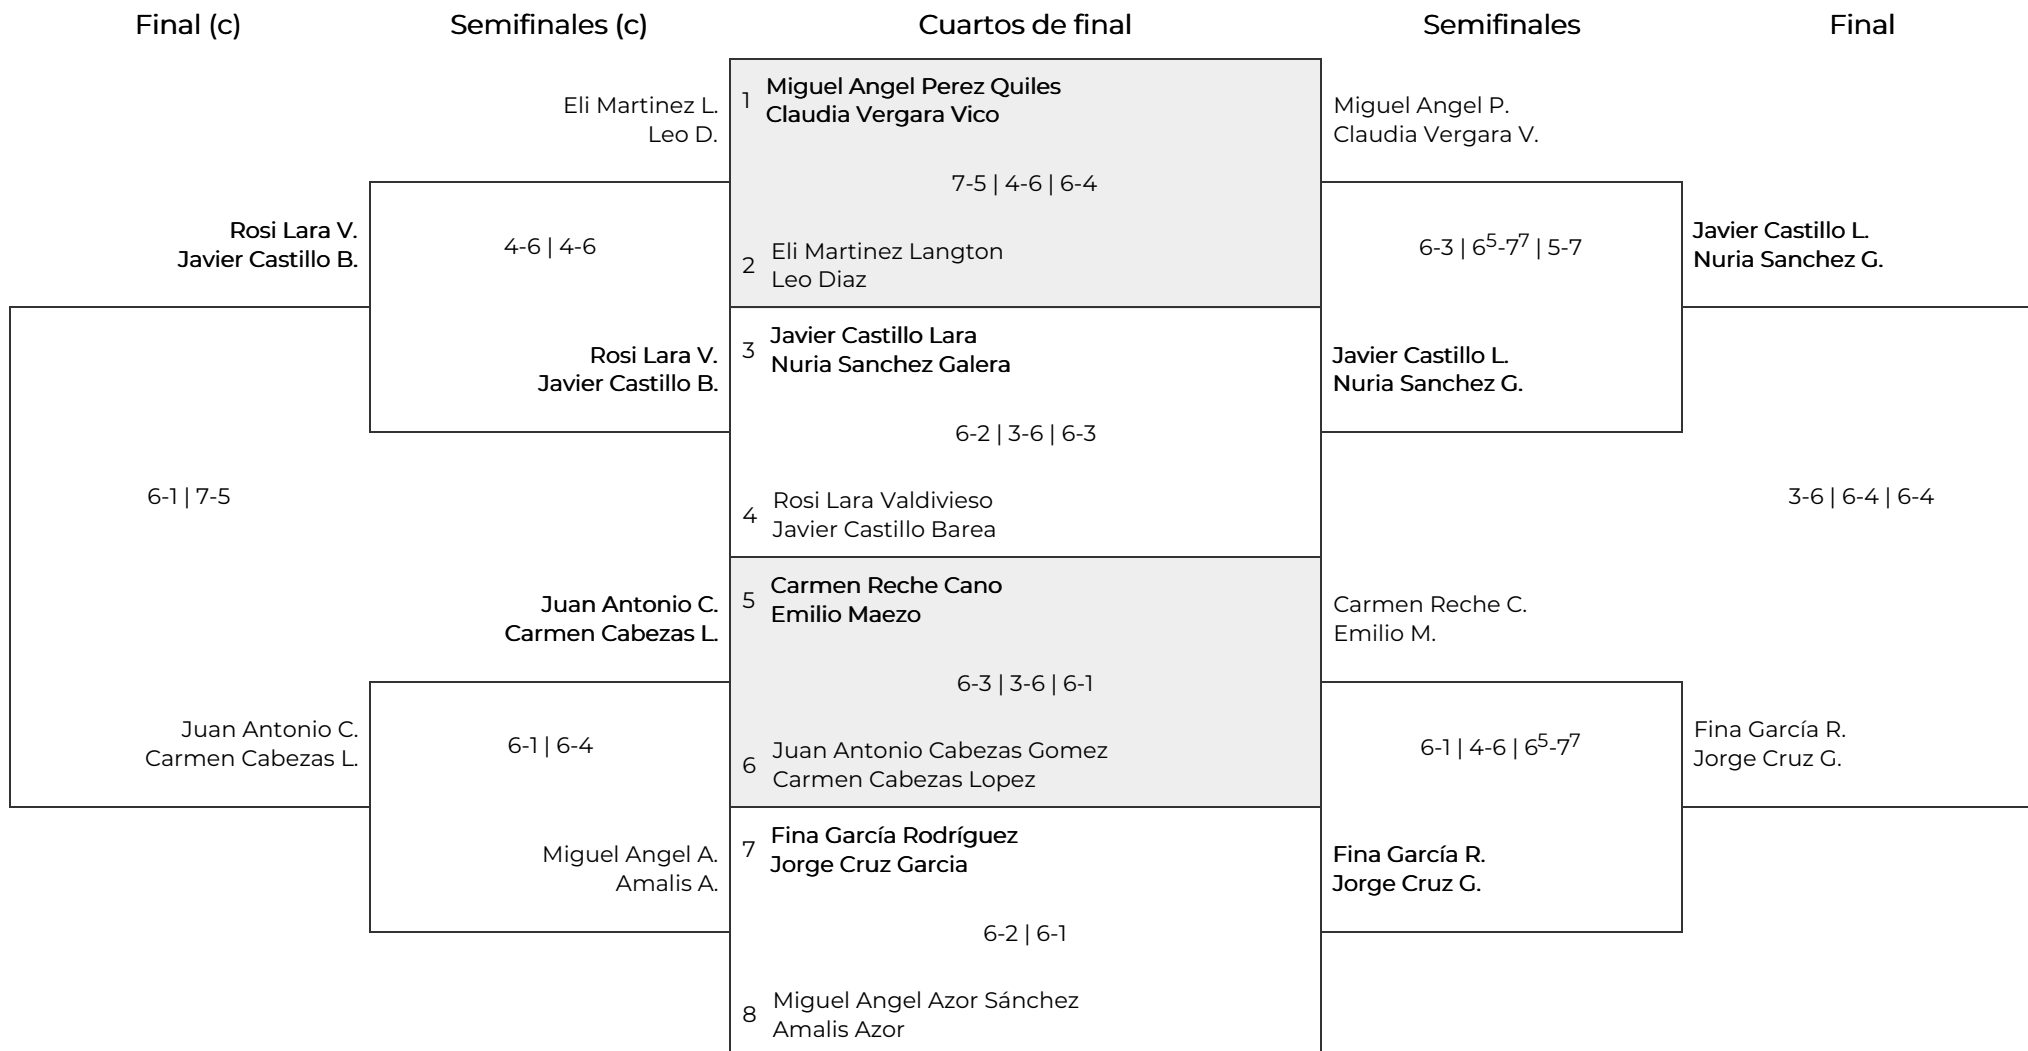 Final (c)
Semifinales (c)
Cuartos de final
Semifinales
Final
Eli Martinez L.
Leo D.
4-6 | 4-6
Rosi Lara V.
Javier Castillo B.
Rosi Lara V.
Javier Castillo B.
6-1 | 7-5
Juan Antonio C.
Carmen Cabezas L.
Juan Antonio C.
Carmen Cabezas L.
6-1 | 6-4
Miguel Angel A.
Amalis A.
1
Miguel Angel Perez Quiles
Claudia Vergara Vico
7-5 | 4-6 | 6-4
2
Eli Martinez Langton
Leo Diaz
3
Javier Castillo Lara
Nuria Sanchez Galera
6-2 | 3-6 | 6-3
4
Rosi Lara Valdivieso
Javier Castillo Barea
5
Carmen Reche Cano
Emilio Maezo
6-3 | 3-6 | 6-1
6
Juan Antonio Cabezas Gomez
Carmen Cabezas Lopez
7
Fina García Rodríguez
Jorge Cruz Garcia
6-2 | 6-1
8
Miguel Angel Azor Sánchez
Amalis Azor
Miguel Angel P.
Claudia Vergara V.
6-3 | 6⁵-7⁷ | 5-7
Javier Castillo L.
Nuria Sanchez G.
Carmen Reche C.
Emilio M.
6-1 | 4-6 | 6⁵-7⁷
Fina García R.
Jorge Cruz G.
Javier Castillo L.
Nuria Sanchez G.
3-6 | 6-4 | 6-4
Fina García R.
Jorge Cruz G.